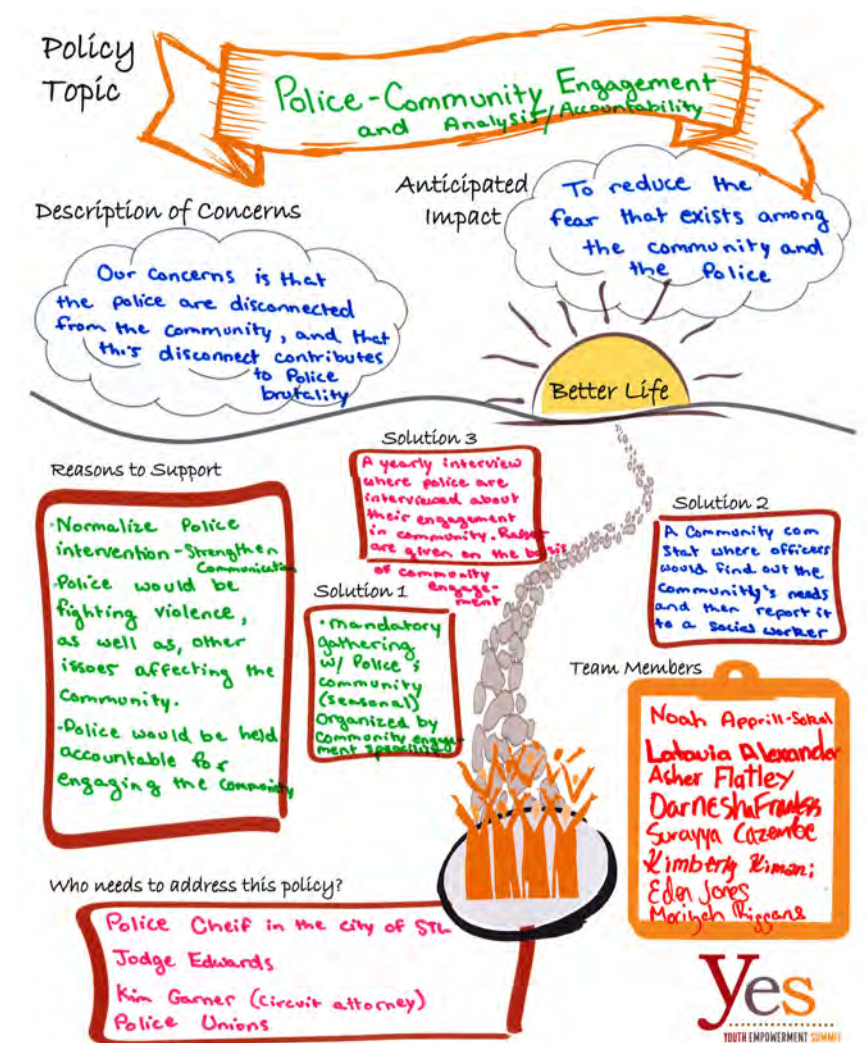 Policy
Topic
Police-Community Engagement
and Analysis/Accountability
Description of Concerns
Our concerns is that
the police are disconnected
from the community, and that
this disconnect contributes
to Police
brutality
Anticipated
Impact
To reduce the
fear that exists among
the community and
the Police
Better Life
Reasons to Support
·Normalize Police
intervention-Strengthen
Communication
·Police would be
fighting violence,
as well as, other
issues affecting the
community.
·Police would be held
accountable for
engaging the community
Solution 3
A yearly interview
where police are
interviewed about
their engagement
in community. Raises
are given on the basis
of community
engage-
ment
Solution 1
·mandatory
gathering
w/ Police &
community
(seasonal)
Organized by
community engage-
ment specialist
Solution 2
A Community com
Stat where officers
would find out the
community's needs
and then report it
to a social worker
Team Members
Noah Apprill-Sokol
Latavia Alexander
Asher Flatley
Darnesha
Surayya Cazembe
Kimberly Kimani
Eden Jones
Riggans
Who needs to address this policy?
Police Cheif in the city of STL
Jodge Edwards
Kim Garner (circuit attorney)
Police Unions
yes
YOUTH EMPOWERMENT SUMMIT